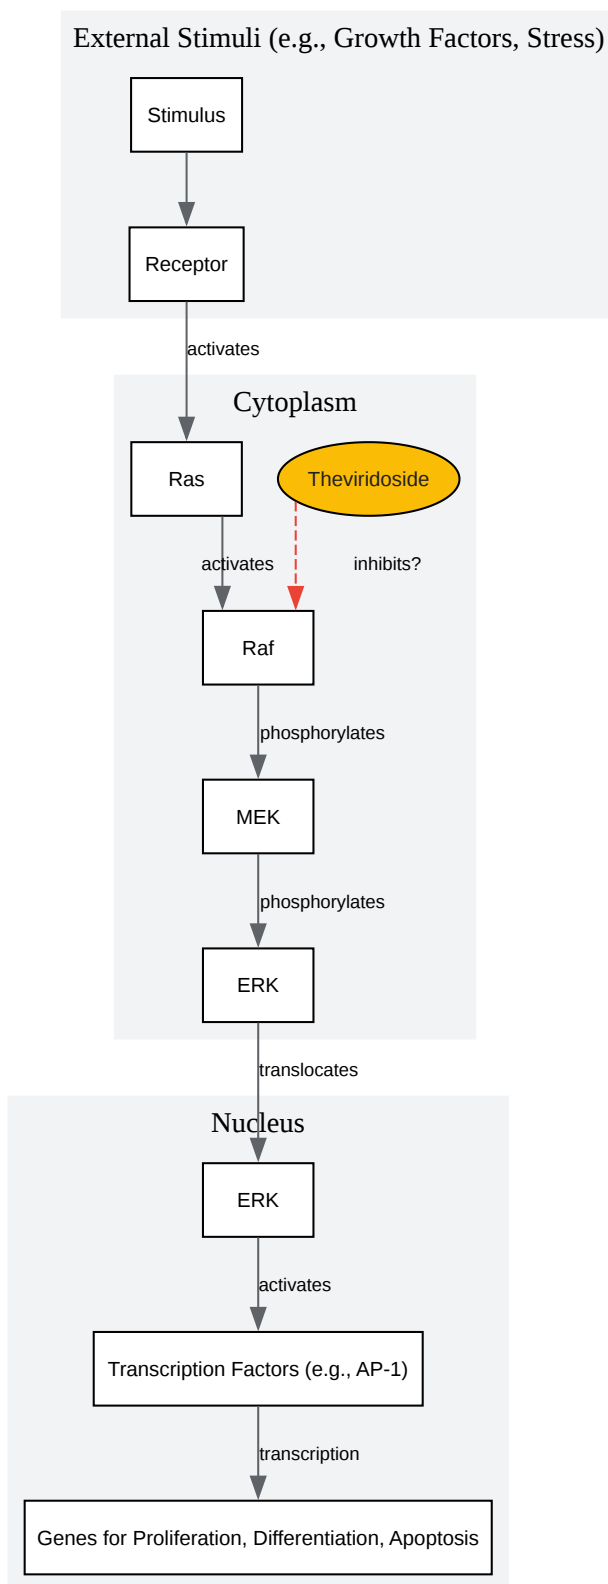 External Stimuli (e.g., Growth Factors, Stress)
Stimulus
Receptor
activates
Cytoplasm
Ras
Theviridoside
activates
inhibits?
Raf
phosphorylates
MEK
phosphorylates
ERK
translocates
Nucleus
ERK
activates
Transcription Factors (e.g., AP-1)
transcription
Genes for Proliferation, Differentiation, Apoptosis